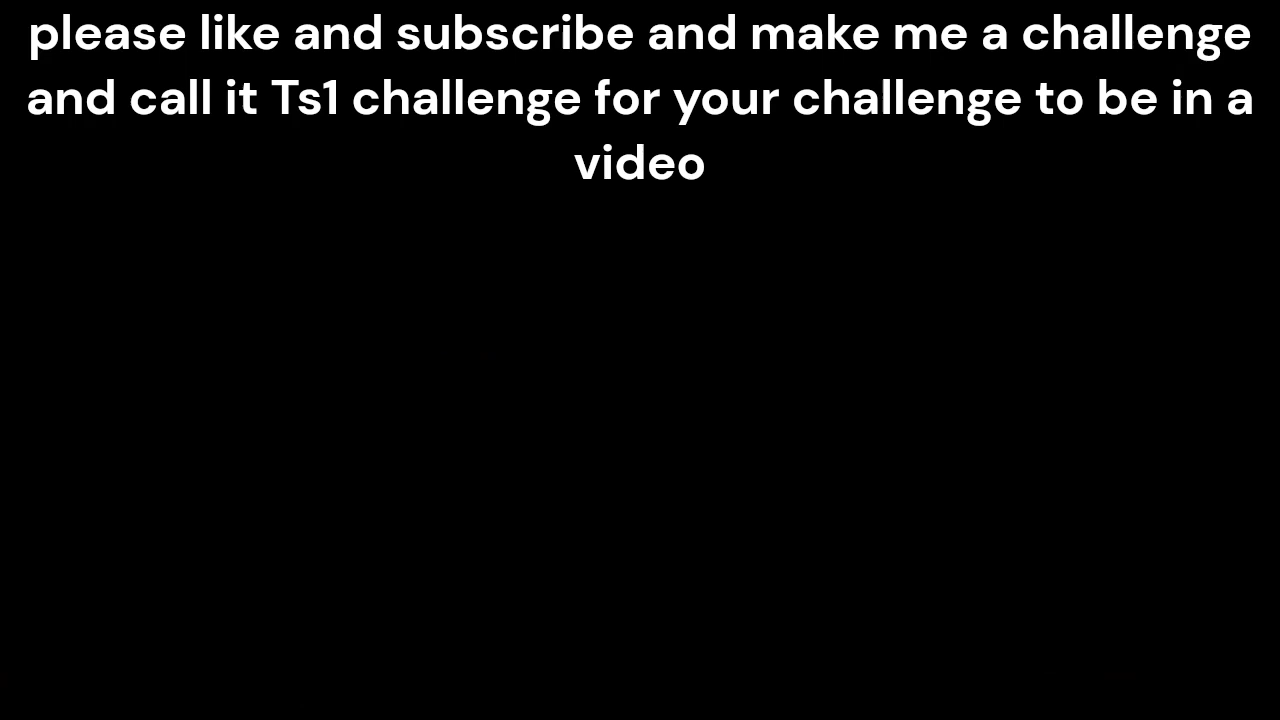 please like and subscribe and make me a challenge
and call it Ts1 challenge for your challenge to be in a
video